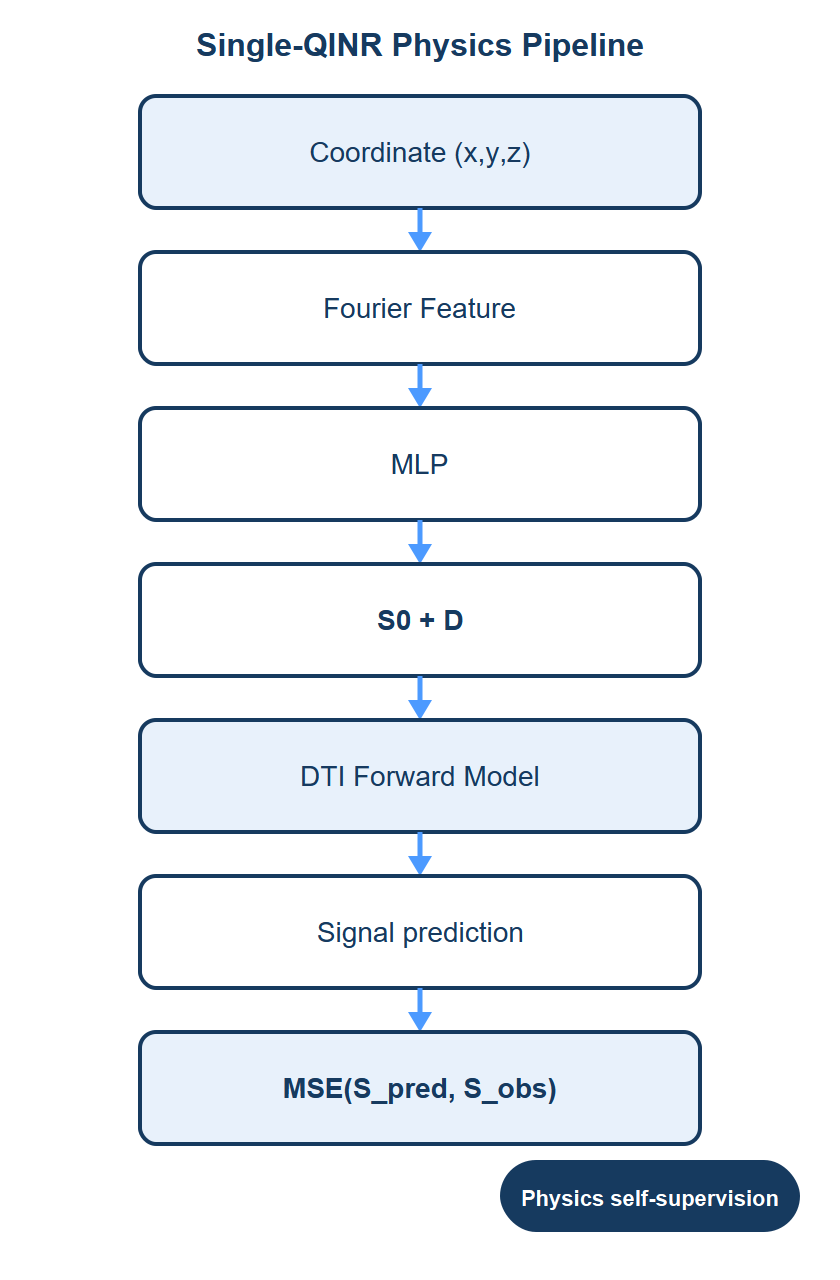 Single-QINR Physics Pipeline
Coordinate (x,y,z)
Fourier Feature
MLP
S0 + D
DTI Forward Model
Signal prediction
MSE(S_pred, S_obs)
Physics self-supervision